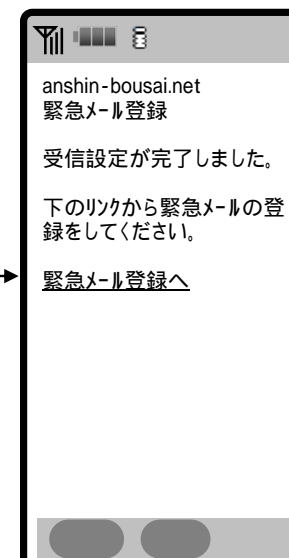 anshin-bousai.net
緊急ﾒｰﾙ登録
受信設定が完了しました。
下のﾘﾝｸから緊急ﾒｰﾙの登
録をしてください。
緊急ﾒｰﾙ登録へ